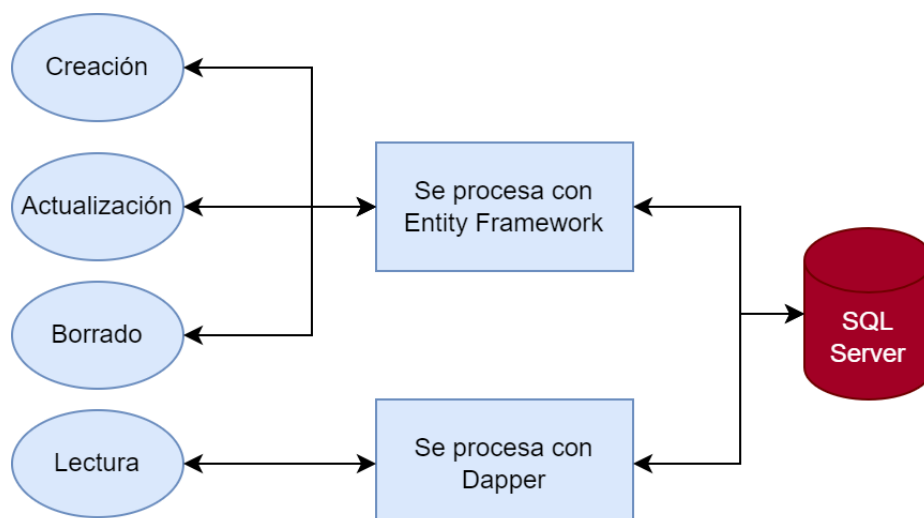 Creación
Actualización
Borrado
Lectura
Se procesa con
Entity Framework
Se procesa con
Dapper
SQL
Server